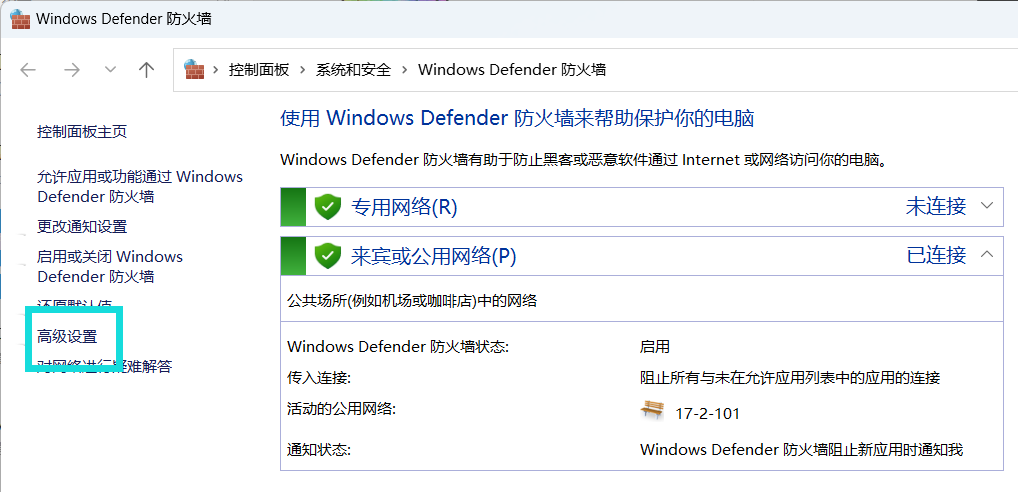 Windows Defender 防火墙
控制面板 > 系统和安全 > Windows Defender 防火墙
控制面板主页
允许应用或功能通过 Windows
Defender 防火墙
更改通知设置
启用或关闭 Windows
Defender 防火墙
还原默认值
高级设置
对网络进行疑难解答
使用 Windows Defender 防火墙来帮助保护你的电脑
Windows Defender 防火墙有助于防止黑客或恶意软件通过 Internet 或网络访问你的电脑。
专用网络(R) 未连接
来宾或公用网络(P) 已连接
公共场所(例如机场或咖啡店)中的网络
Windows Defender 防火墙状态: 启用
传入连接: 阻止所有与未在允许应用列表中的应用的连接
活动的公用网络: 17-2-101
通知状态: Windows Defender 防火墙阻止新应用时通知我